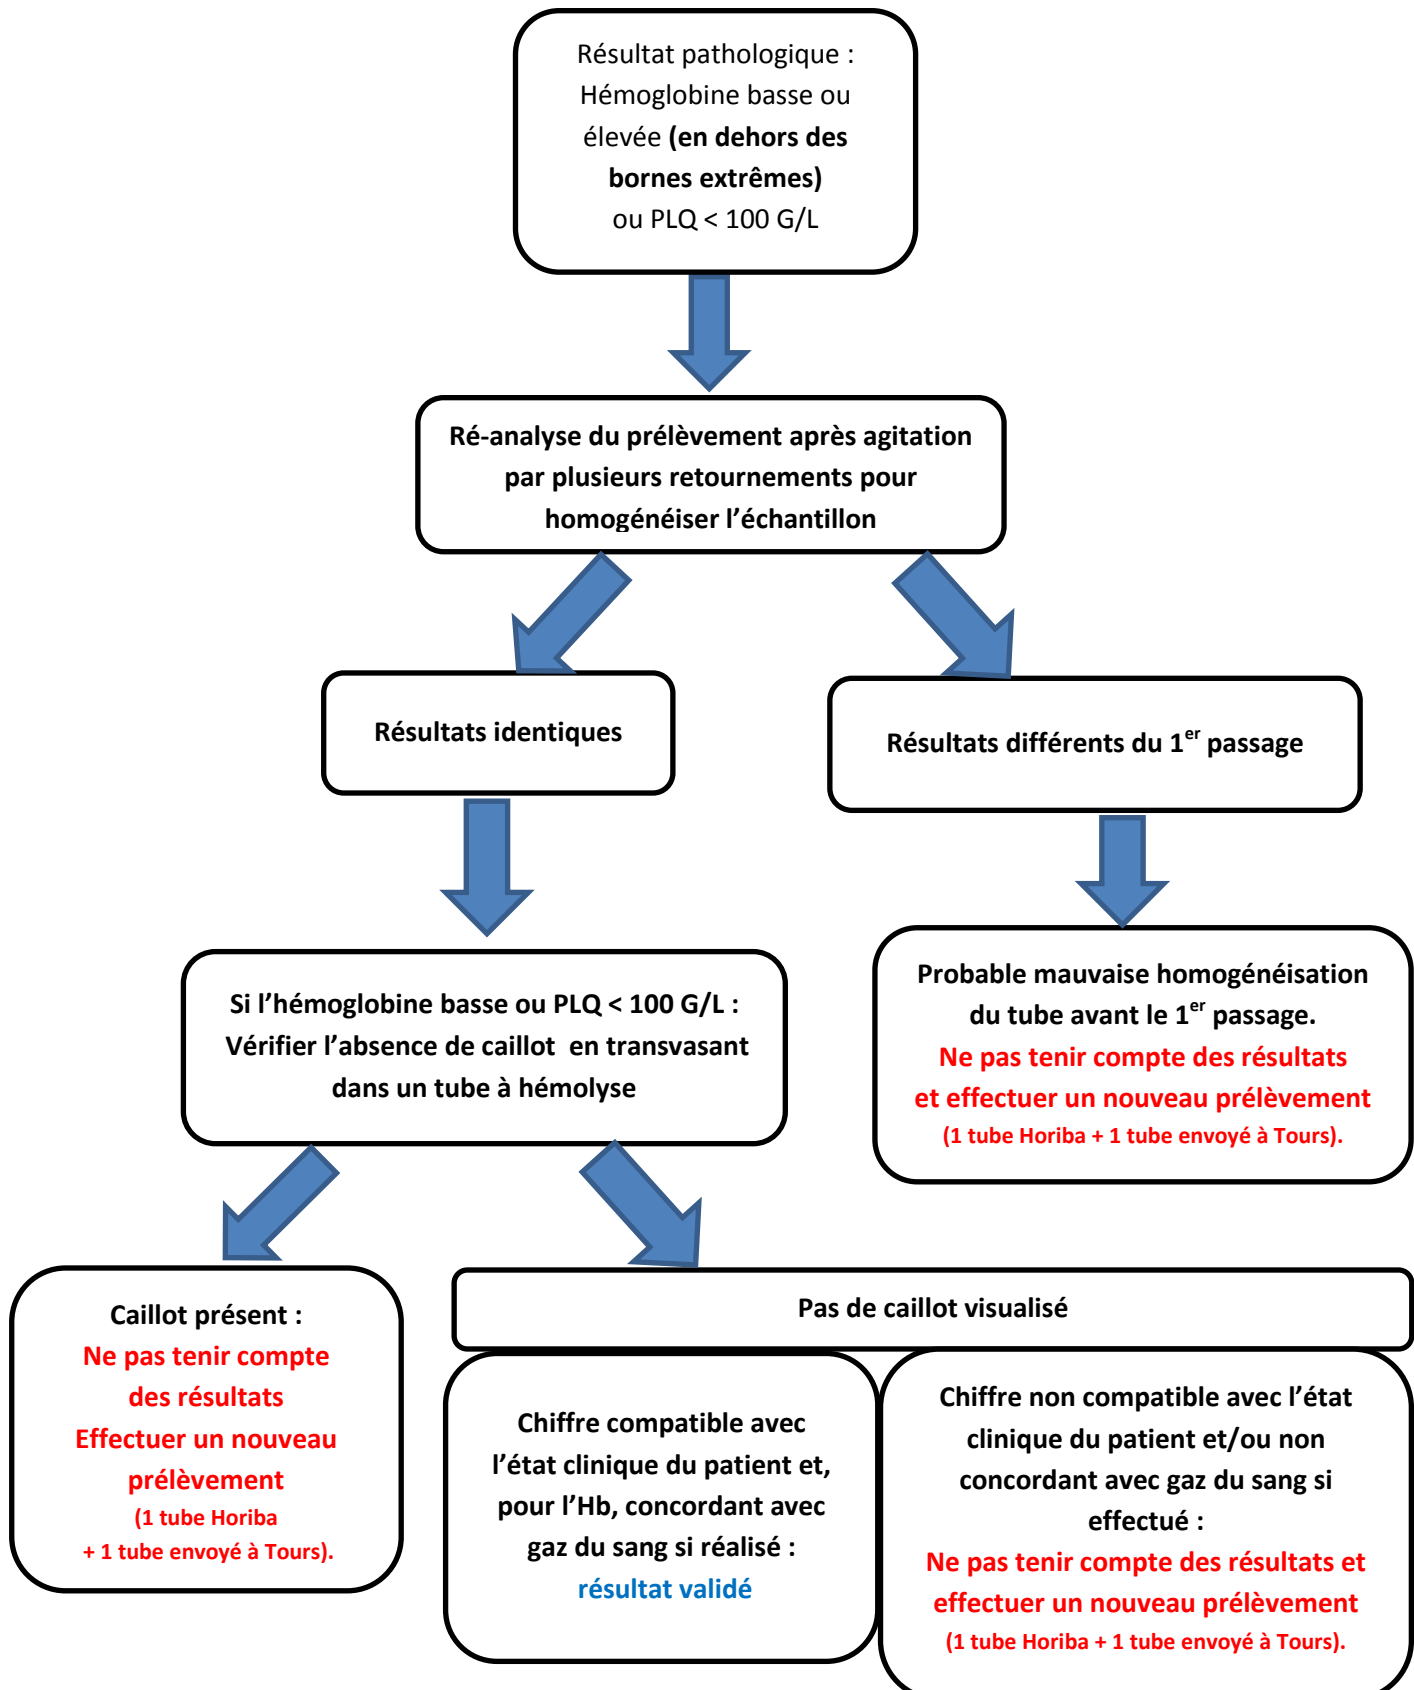 Résultat pathologique :
Hémoglobine basse ou
élevée (en dehors des
bornes extrêmes)
ou PLQ < 100 G/L
Ré-analyse du prélèvement après agitation
par plusieurs retournements pour
homogénéiser l’échantillon
Résultats identiques
Résultats différents du 1er passage
Si l’hémoglobine basse ou PLQ < 100 G/L :
Vérifier l’absence de caillot en transvasant
dans un tube à hémolyse
Probable mauvaise homogénéisation
du tube avant le 1er passage.
Ne pas tenir compte des résultats
et effectuer un nouveau prélèvement
(1 tube Horiba + 1 tube envoyé à Tours).
Caillot présent :
Ne pas tenir compte
des résultats
Effectuer un nouveau
prélèvement
(1 tube Horiba
+ 1 tube envoyé à Tours).
Pas de caillot visualisé
Chiffre compatible avec
l’état clinique du patient et,
pour l’Hb, concordant avec
gaz du sang si réalisé :
résultat validé
Chiffre non compatible avec l’état
clinique du patient et/ou non
concordant avec gaz du sang si
effectué :
Ne pas tenir compte des résultats et
effectuer un nouveau prélèvement
(1 tube Horiba + 1 tube envoyé à Tours).